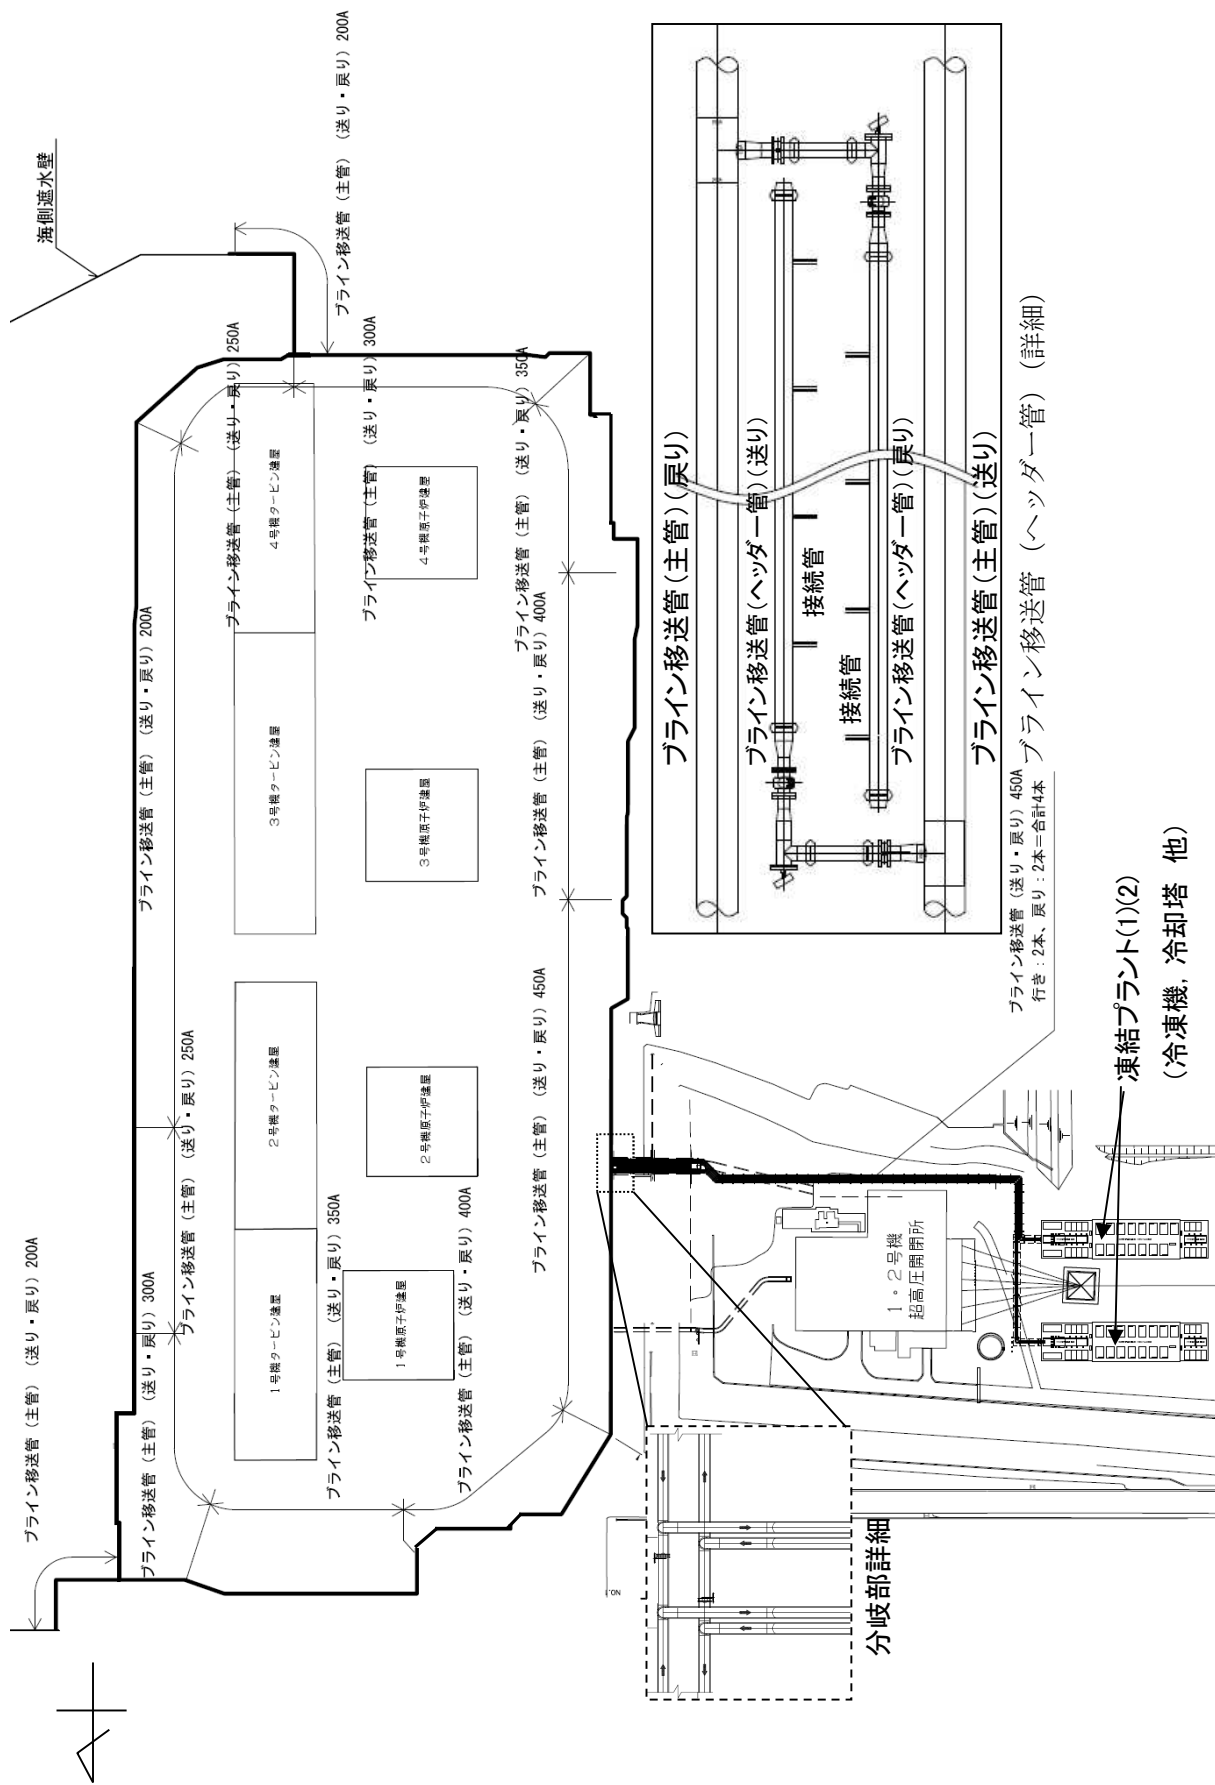 海側遮水壁
ブライン移送管（主管）（送り・戻り）200A
ブライン移送管（主管）（送り・戻り）200A
ブライン移送管（主管）（送り・戻り）250A
ブライン移送管（主管）（送り・戻り）300A
ブライン移送管（主管）（送り・戻り）350A
ブライン移送管（主管）（送り・戻り）400A
ブライン移送管（主管）（送り・戻り）450A
ブライン移送管（主管）（送り・戻り）250A
ブライン移送管（主管）（送り・戻り）200A
ブライン移送管（主管）（送り・戻り）300A
ブライン移送管（主管）（送り・戻り）350A
ブライン移送管（主管）（送り・戻り）400A
4号機タービン建屋
3号機タービン建屋
2号機タービン建屋
1号機タービン建屋
4号機原子炉建屋
3号機原子炉建屋
2号機原子炉建屋
1号機原子炉建屋
ブライン移送管(主管)(戻り)
ブライン移送管(ヘッダー管)(送り)
接続管
接続管
ブライン移送管(ヘッダー管)(戻り)
ブライン移送管(主管)(送り)
ブライン移送管（ヘッダー管）（詳細）
ブライン移送管（送り・戻り）450A
行き：2本、戻り：2本＝合計4本
凍結プラント(1)(2)
（冷凍機，冷却塔　他）
1・2号機
超高圧開閉所
分岐部詳細
NO.1